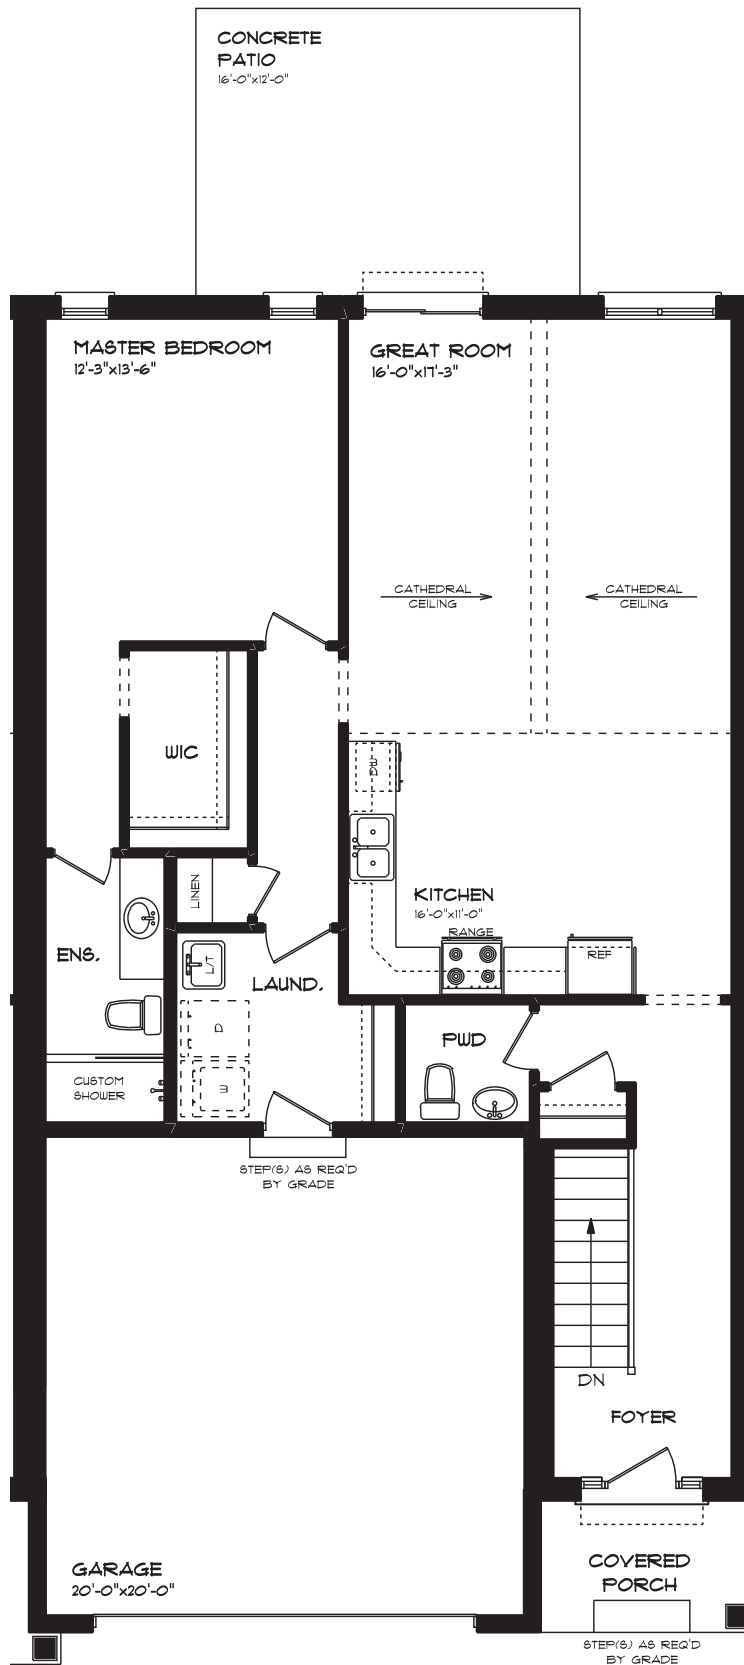 CONCRETE
PATIO
16'-0"x12'-0"
MASTER BEDROOM
12'-3"x13'-6"
GREAT ROOM
16'-0"x17'-3"
CATHEDRAL
CEILING
CATHEDRAL
CEILING
WIC
DW
LINEN
KITCHEN
16'-0"x11'-0"
RANGE
REF
ENS.
L/T
LAUND.
D
PWD
W
CUSTOM
SHOWER
STEP(S) AS REQ'D
BY GRADE
DN
FOYER
GARAGE
20'-0"x20'-0"
COVERED
PORCH
STEP(S) AS REQ'D
BY GRADE